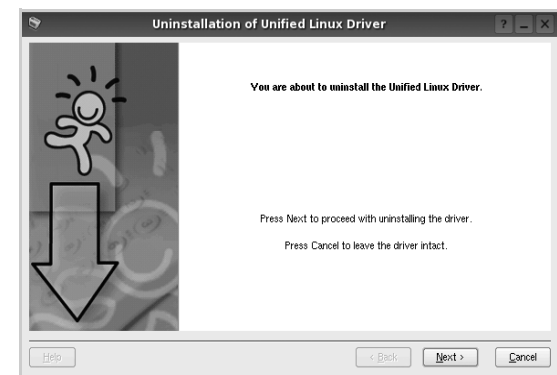 Uninstallation of Unified Linux Driver
You are about to uninstall the Unified Linux Driver.
Press Next to proceed with uninstalling the driver.
Press Cancel to leave the driver intact.
Help
< Back
Next >
Cancel